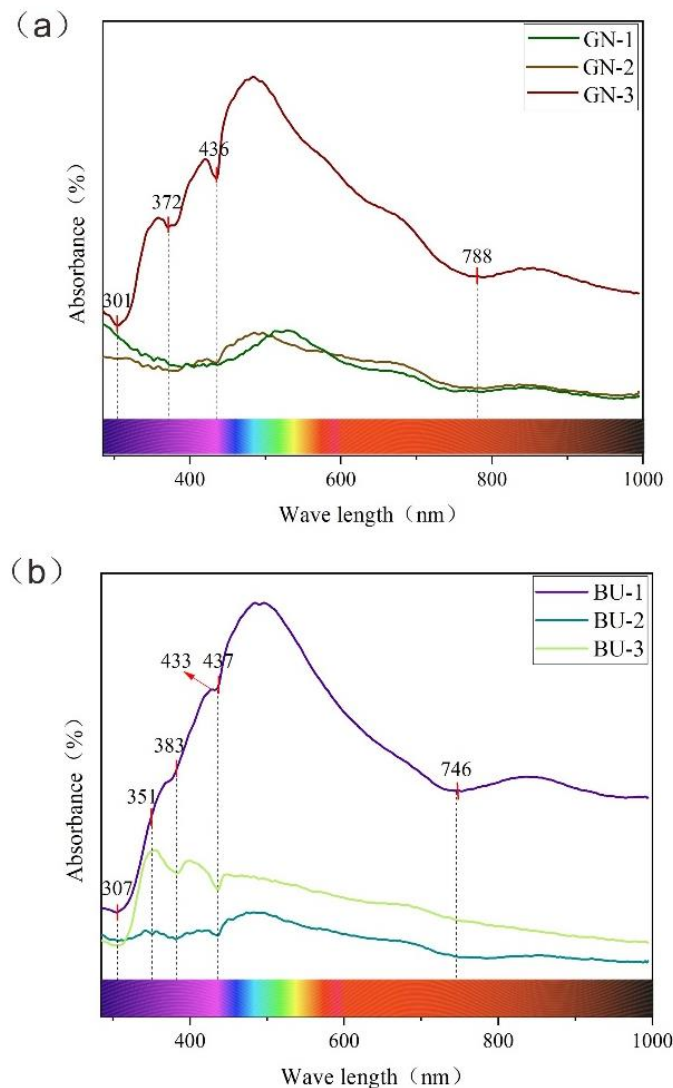 (a)
GN-1
GN-2
GN-3
436
372
788
301
Absorbance（%）
400
600
800
1000
Wave length（nm）
(b)
BU-1
BU-2
BU-3
433
437
383
746
351
307
Absorbance（%）
400
600
800
1000
Wave length（nm）